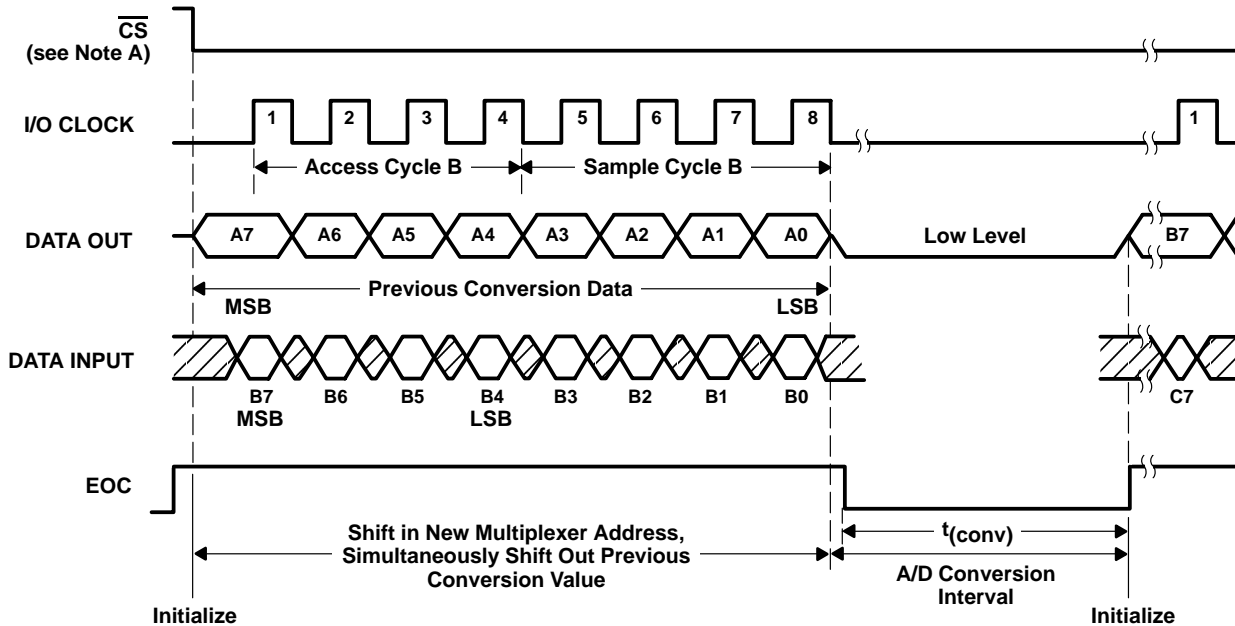 CS
(see Note A)
I/O CLOCK
1 2 3 4 5 6 7 8 1
Access Cycle B Sample Cycle B
DATA OUT
A7 A6 A5 A4 A3 A2 A1 A0 Low Level B7
Previous Conversion Data
MSB LSB
DATA INPUT
B7 B6 B5 B4 B3 B2 B1 B0 C7
MSB LSB
EOC
Shift in New Multiplexer Address,
Simultaneously Shift Out Previous
Conversion Value
t(conv)
A/D Conversion
Interval
Initialize Initialize